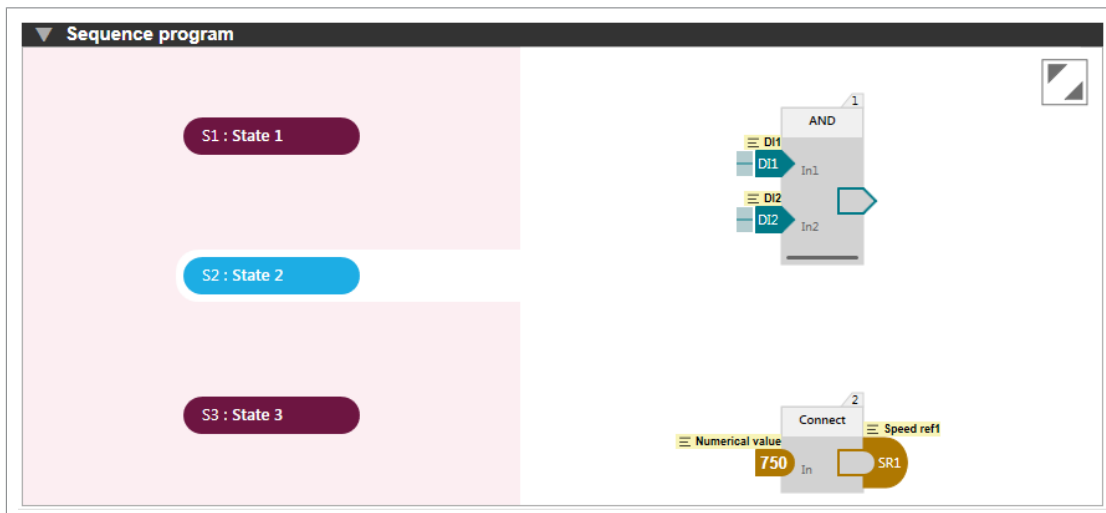 Sequence program
S1 : State 1
S2 : State 2
S3 : State 3
1
AND
DI1
DI1
In1
DI2
DI2
In2
2
Connect
Speed ref1
Numerical value
750
In
SR1